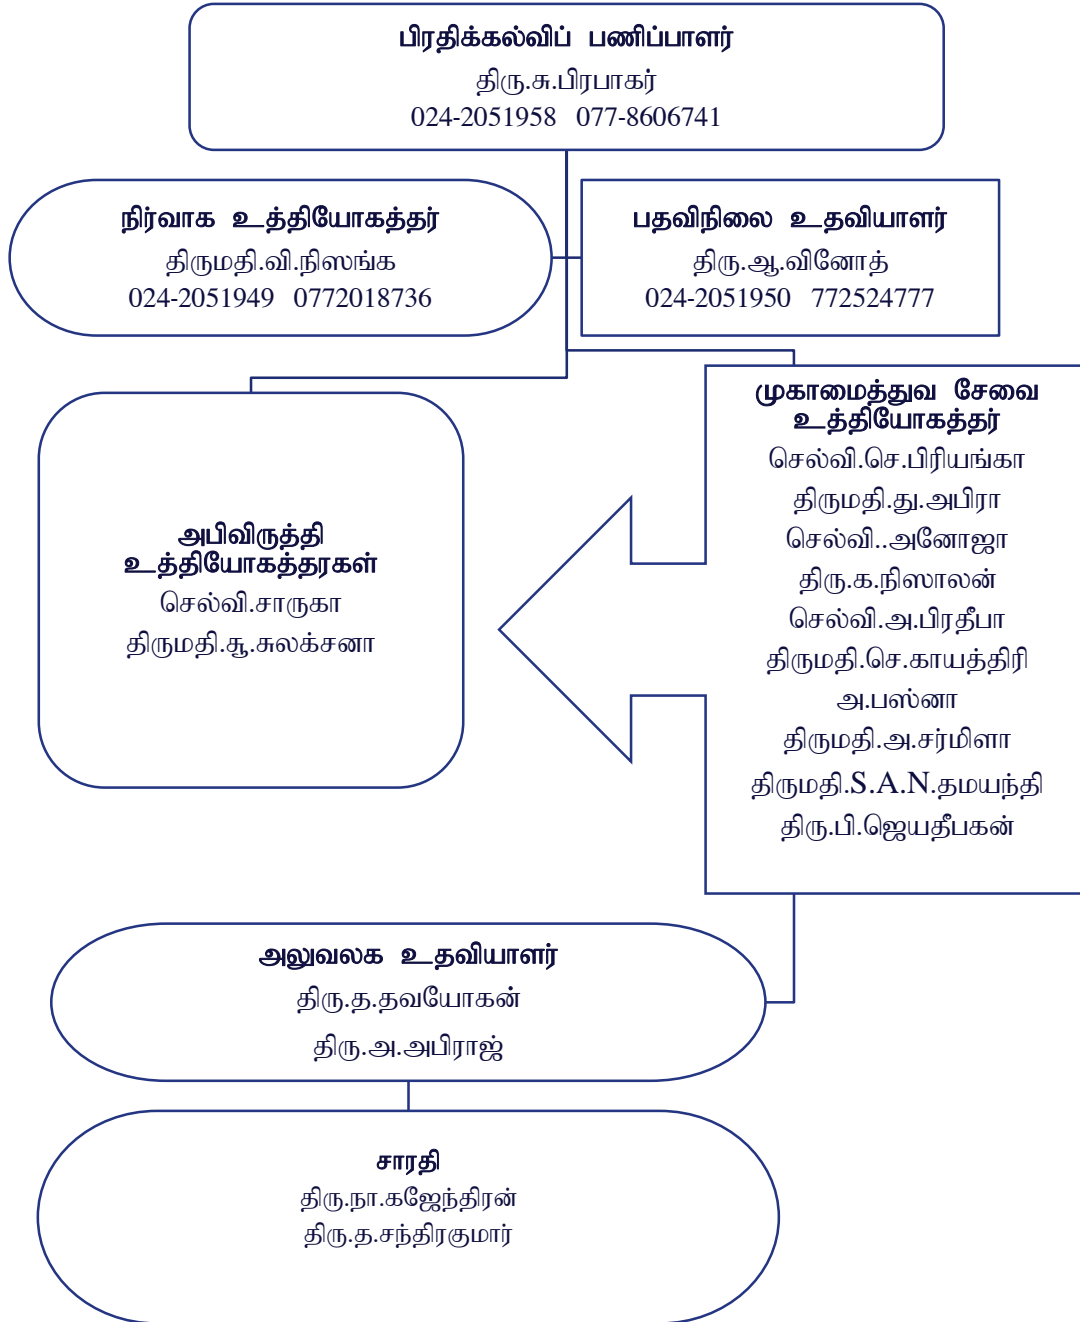 பிரதிக்கல்விப் பணிப்பாளர்
திரு.சு.பிரபாகர்
024-2051958 077-8606741
நிர்வாக உத்தியோகத்தர்
திருமதி.வி.நிஸங்க
024-2051949 0772018736
பதவிநிலை உதவியாளர்
திரு.ஆ.வினோத்
024-2051950 772524777
முகாமைத்துவ சேவை
உத்தியோகத்தர்
செல்வி.செ.பிரியங்கா
திருமதி.து.அபிரா
செல்வி..அனோஜா
திரு.க.நிஸாலன்
செல்வி.அ.பிரதீபா
திருமதி.செ.காயத்திரி
அ.பஸ்னா
திருமதி.அ.சர்மிளா
திருமதி.S.A.N.தமயந்தி
திரு.பி.ஜெயதீபகன்
அபிவிருத்தி
உத்தியோகத்தரகள்
செல்வி.சாருகா
திருமதி.சூ.சுலக்சனா
அலுவலக உதவியாளர்
திரு.த.தவயோகன்
திரு.அ.அபிராஜ்
சாரதி
திரு.நா.கஜேந்திரன்
திரு.த.சந்திரகுமார்